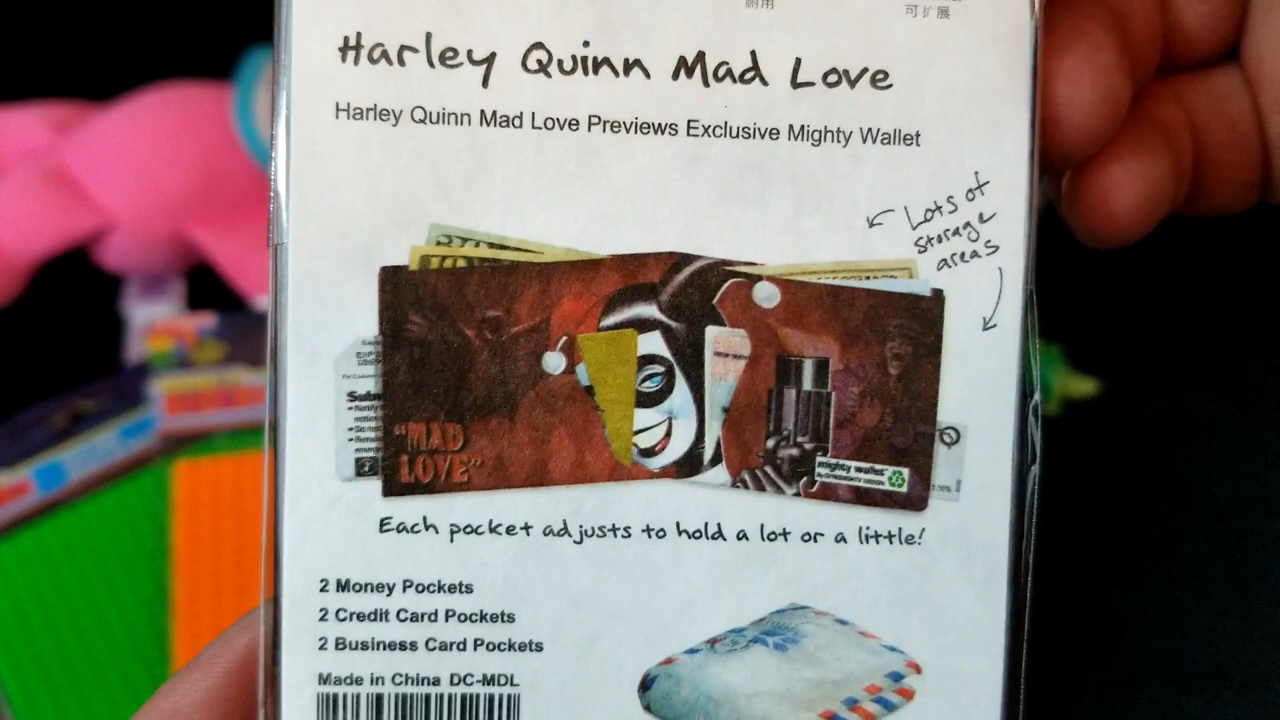 耐用
可扩展
Harley Quinn Mad Love
Harley Quinn Mad Love Previews Exclusive Mighty Wallet
Lots of
storage
areas
"MAD
LOVE"
mighty wallet
Each pocket adjusts to hold a lot or a little!
2 Money Pockets
2 Credit Card Pockets
2 Business Card Pockets
Made in China DC-MDL